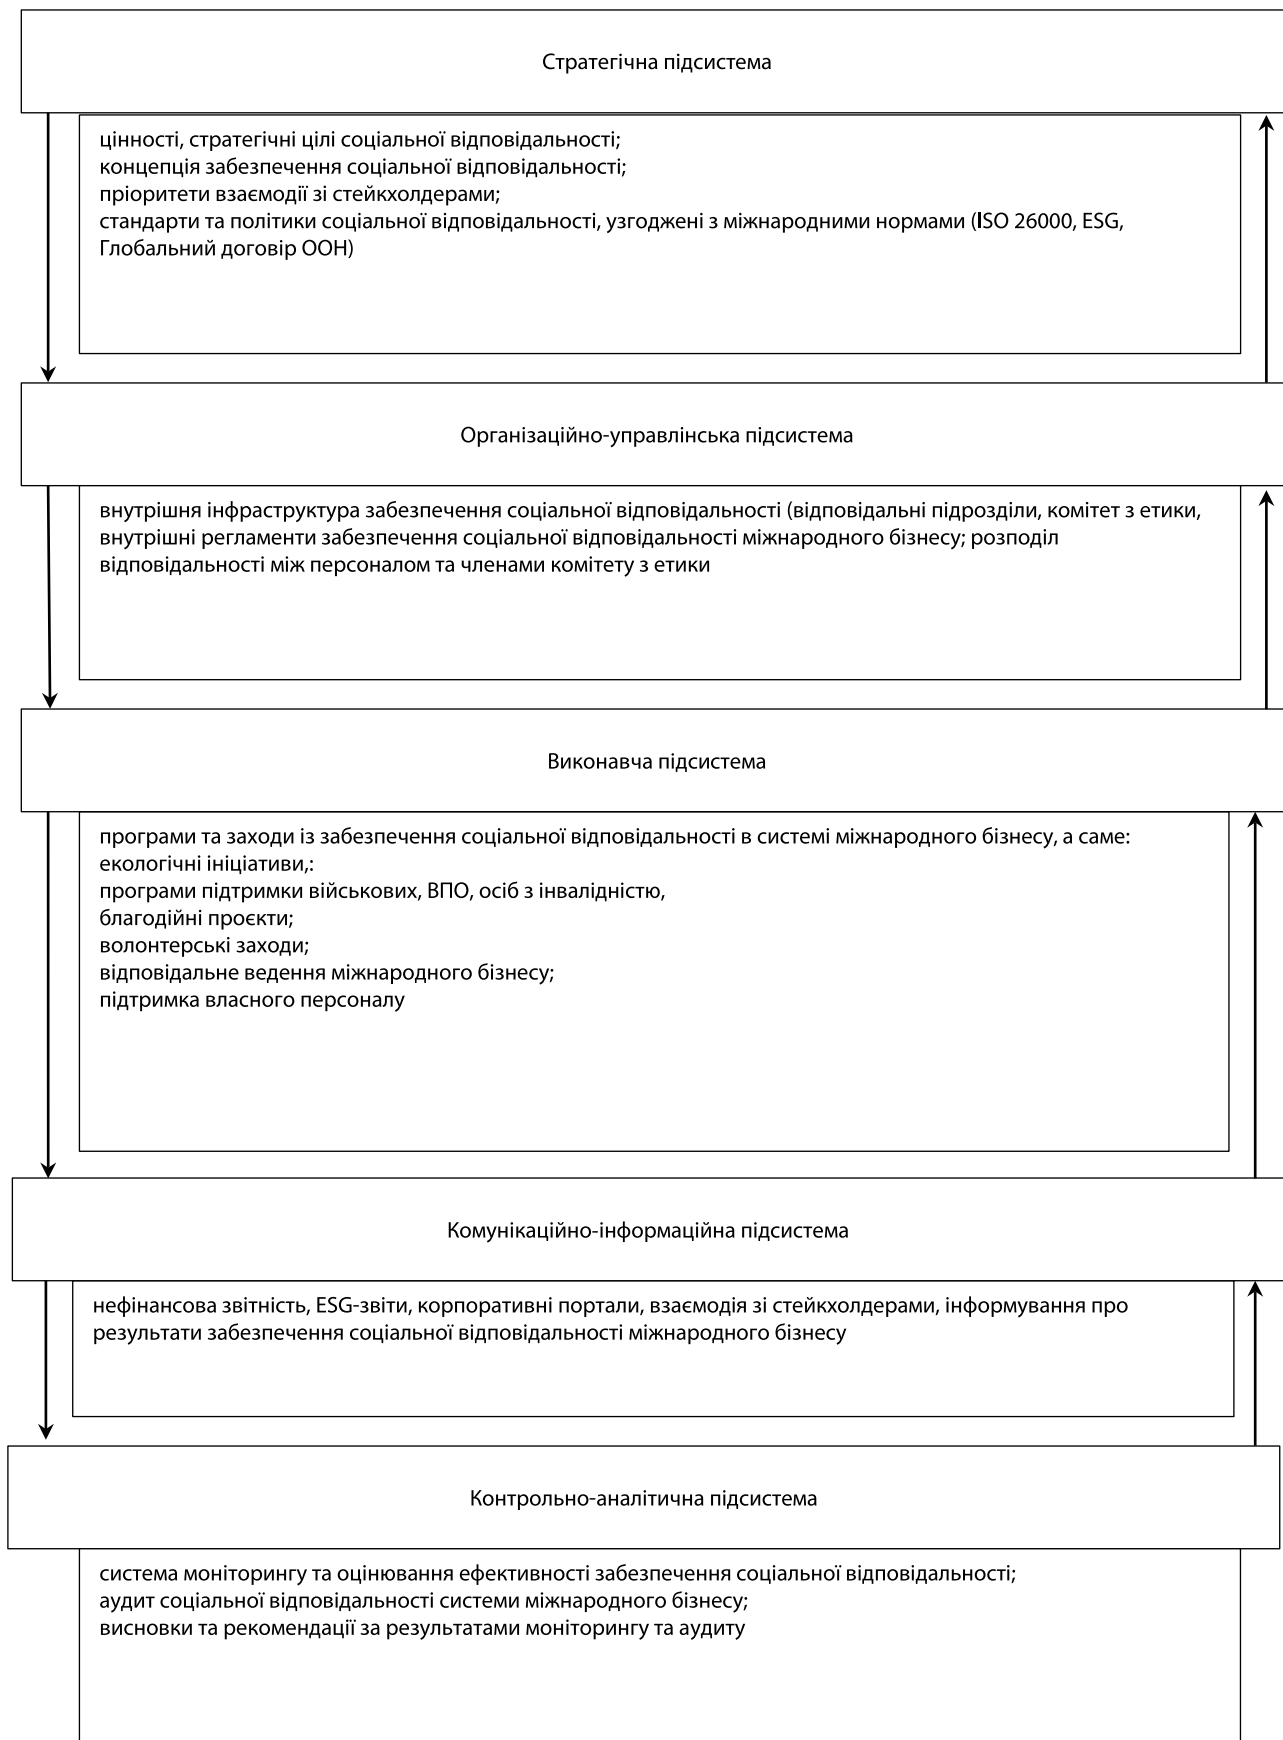 Стратегічна підсистема
цінності, стратегічні цілі соціальної відповідальності;
концепція забезпечення соціальної відповідальності;
пріоритети взаємодії зі стейкхолдерами;
стандарти та політики соціальної відповідальності, узгоджені з міжнародними нормами (ISO 26000, ESG,
Глобальний договір ООН)
Організаційно-управлінська підсистема
внутрішня інфраструктура забезпечення соціальної відповідальності (відповідальні підрозділи, комітет з етики,
внутрішні регламенти забезпечення соціальної відповідальності міжнародного бізнесу; розподіл
відповідальності між персоналом та членами комітету з етики
Виконавча підсистема
програми та заходи із забезпечення соціальної відповідальності в системі міжнародного бізнесу, а саме:
екологічні ініціативи,:
програми підтримки військових, ВПО, осіб з інвалідністю,
благодійні проєкти;
волонтерські заходи;
відповідальне ведення міжнародного бізнесу;
підтримка власного персоналу
Комунікаційно-інформаційна підсистема
нефінансова звітність, ESG-звіти, корпоративні портали, взаємодія зі стейкхолдерами, інформування про
результати забезпечення соціальної відповідальності міжнародного бізнесу
Контрольно-аналітична підсистема
система моніторингу та оцінювання ефективності забезпечення соціальної відповідальності;
аудит соціальної відповідальності системи міжнародного бізнесу;
висновки та рекомендації за результатами моніторингу та аудиту